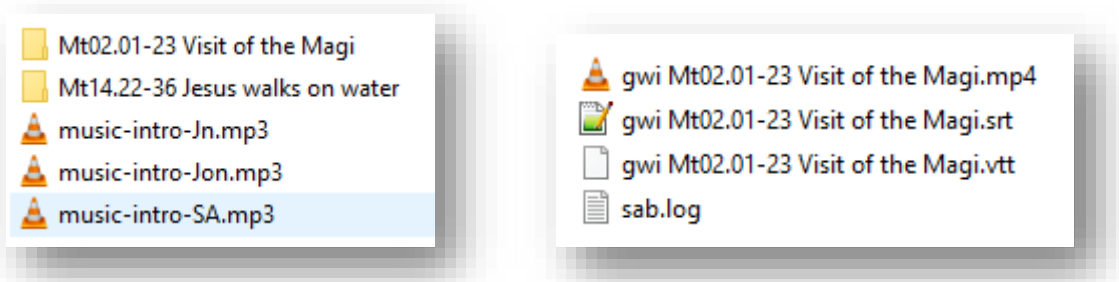 Mt02.01-23 Visit of the Magi
Mt14.22-36 Jesus walks on water
music-intro-Jn.mp3
music-intro-Jon.mp3
music-intro-SA.mp3
gwi Mt02.01-23 Visit of the Magi.mp4
gwi Mt02.01-23 Visit of the Magi.srt
gwi Mt02.01-23 Visit of the Magi.vtt
sab.log